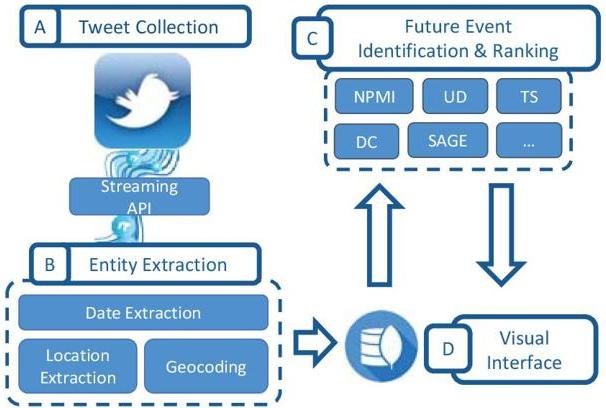 A Tweet Collection
Streaming
API
B Entity Extraction
Date Extraction
Location
Extraction
Geocoding
C
Future Event
Identification & Ranking
NPMI UD TS
DC SAGE ...
D
Visual
Interface